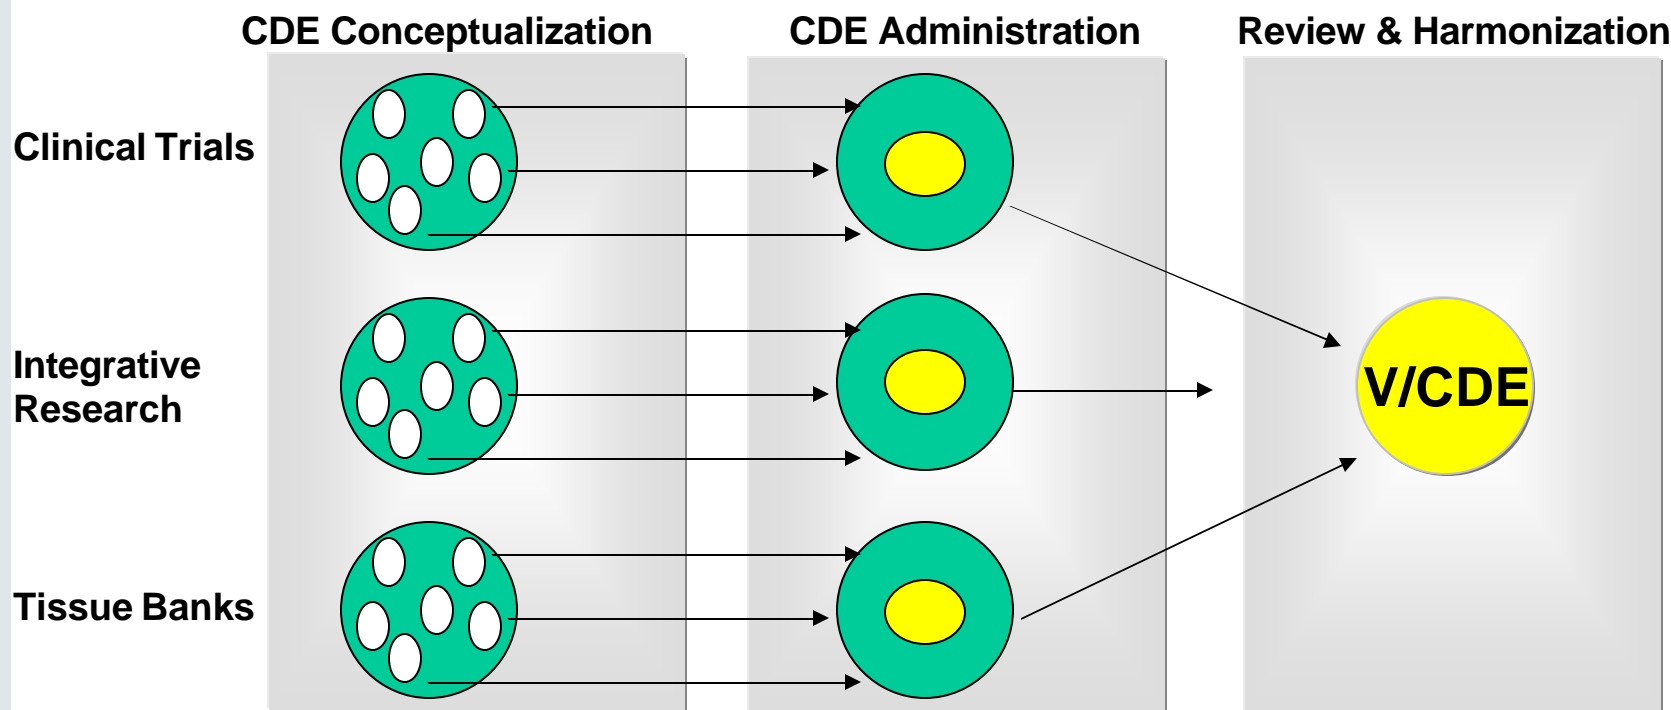 CDE Conceptualization
CDE Administration
Review & Harmonization
Clinical Trials
Integrative
Research
V/CDE
Tissue Banks